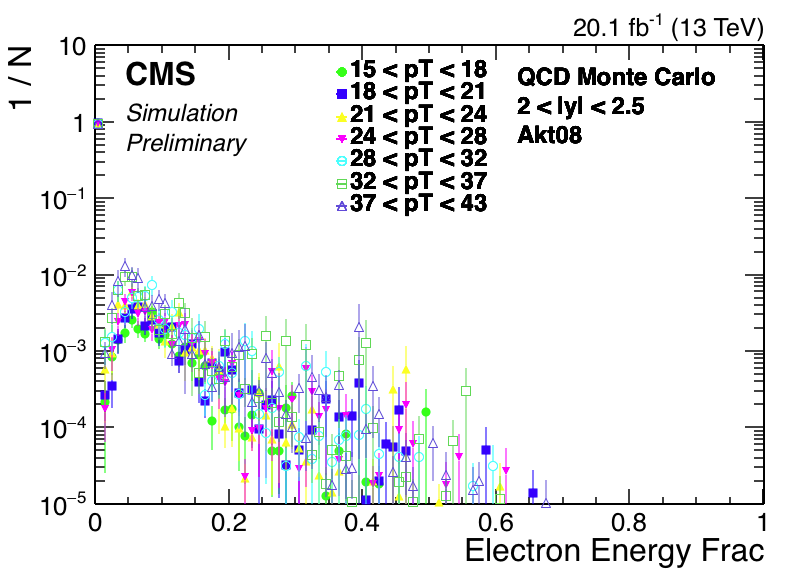 20.1 fb⁻¹ (13 TeV)
1 / N
10
1
10⁻¹
10⁻²
10⁻³
10⁻⁴
10⁻⁵
CMS
Simulation
Preliminary
15 < pT < 18
18 < pT < 21
21 < pT < 24
24 < pT < 28
28 < pT < 32
32 < pT < 37
37 < pT < 43
QCD Monte Carlo
2 < lyl < 2.5
Akt08
0 0.2 0.4 0.6 0.8 1
Electron Energy Frac